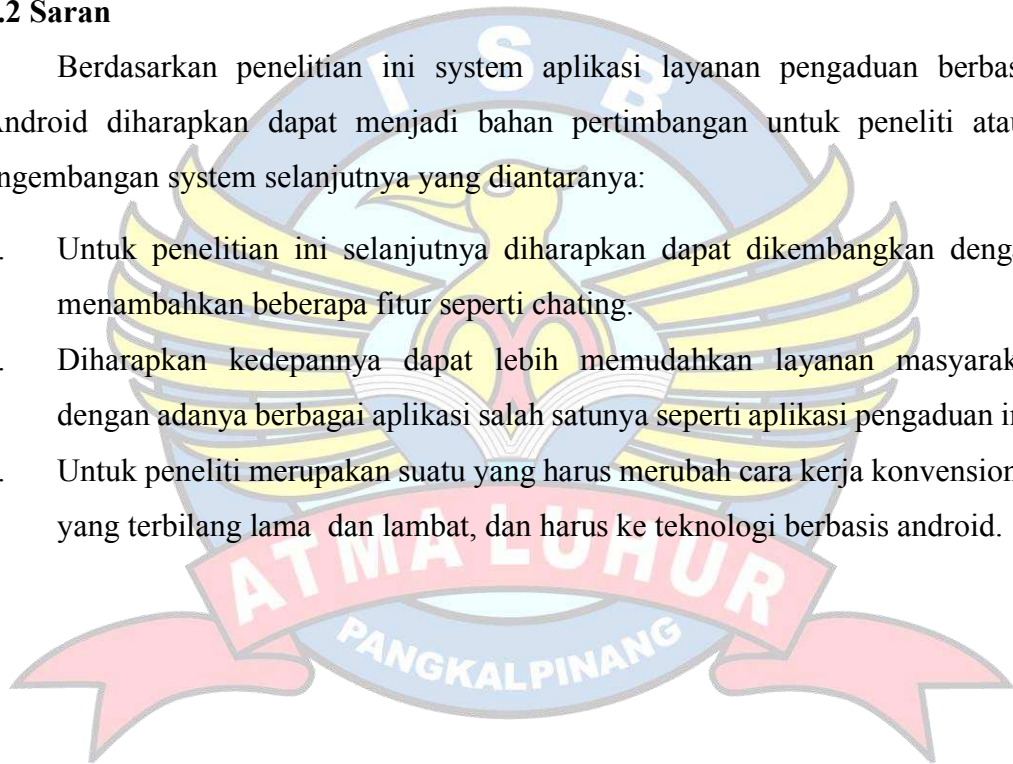 .2 Saran
Berdasarkan penelitian ini system aplikasi layanan pengaduan berbas
Android diharapkan dapat menjadi bahan pertimbangan untuk peneliti atau
ngembangan system selanjutnya yang diantaranya:
. Untuk penelitian ini selanjutnya diharapkan dapat dikembangkan denga
menambahkan beberapa fitur seperti chating.
. Diharapkan kedepannya dapat lebih memudahkan layanan masyarak
dengan adanya berbagai aplikasi salah satunya seperti aplikasi pengaduan in
. Untuk peneliti merupakan suatu yang harus merubah cara kerja konvension
yang terbilang lama dan lambat, dan harus ke teknologi berbasis android.
ISB
ATMA LUHUR
PANGKALPINANG